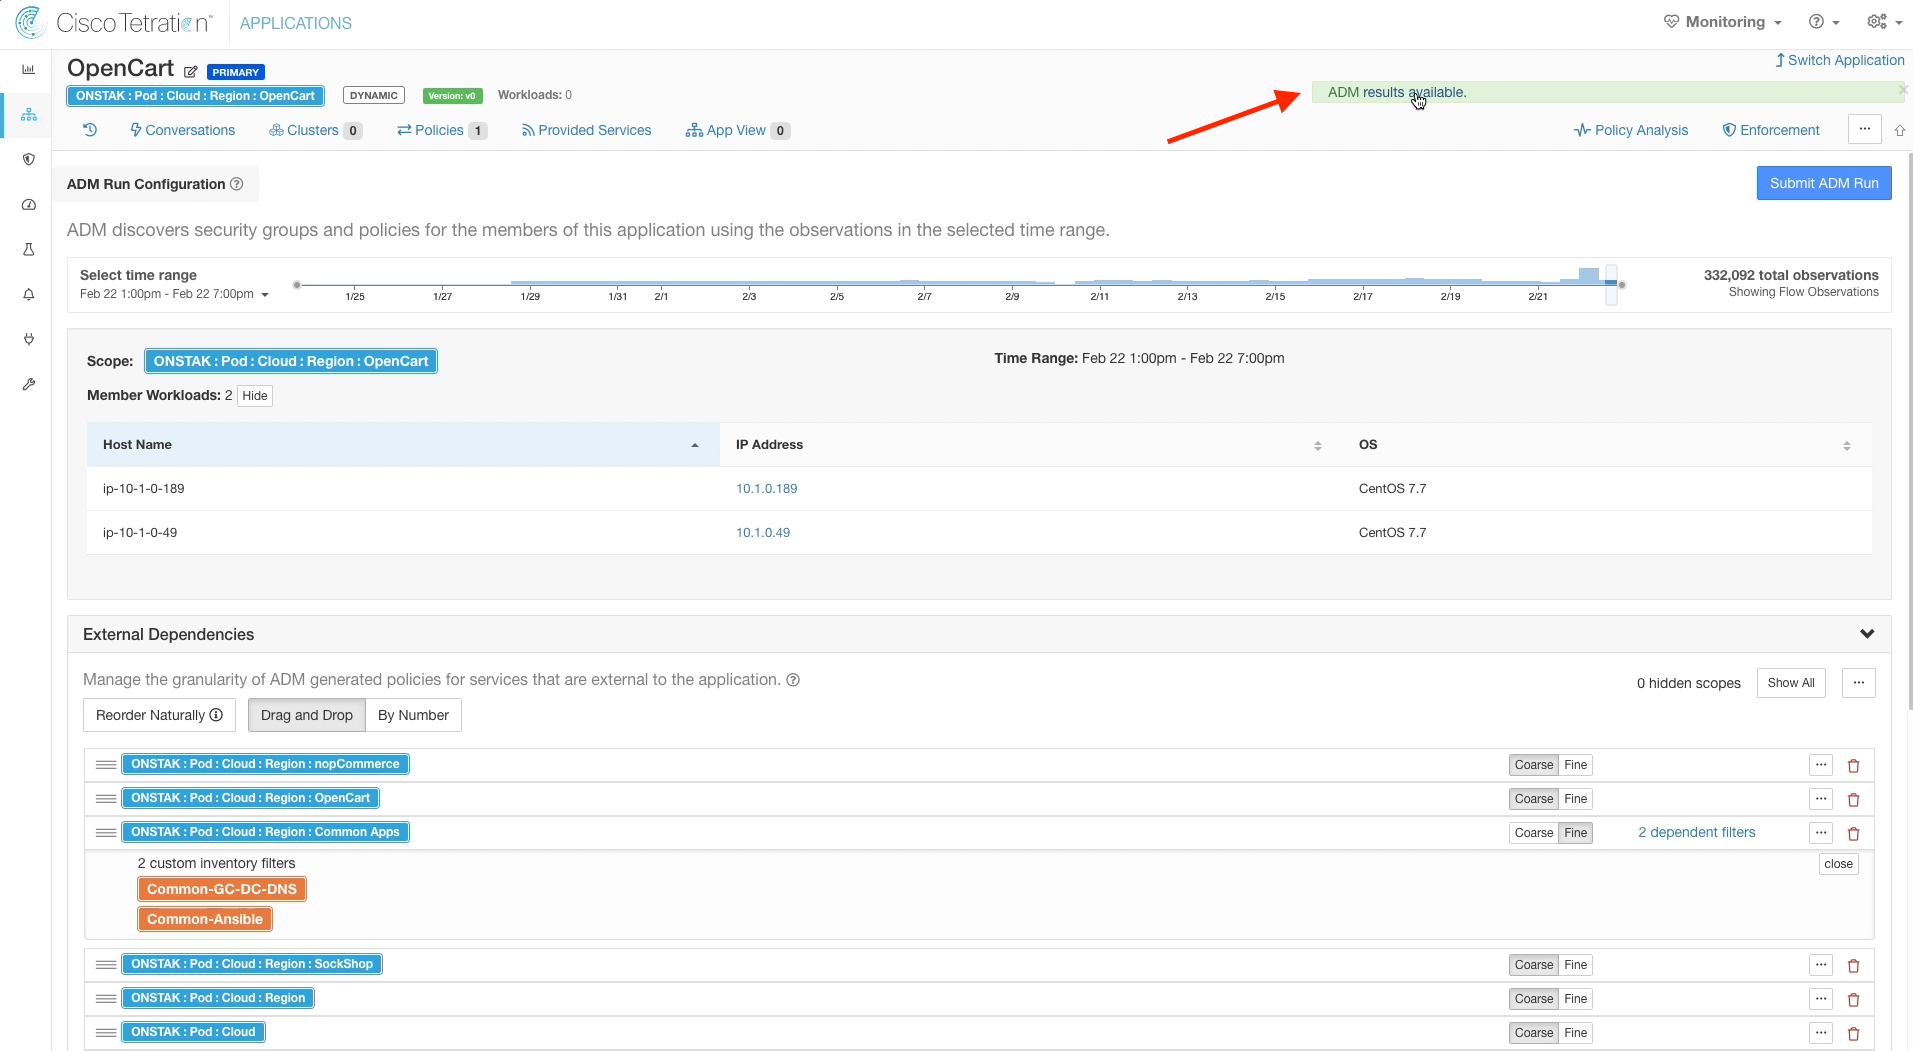 Cisco Tetration™ APPLICATIONS Monitoring
OpenCart PRIMARY
Switch Application
ONSTAK : Pod : Cloud : Region : OpenCart DYNAMIC Version: v0 Workloads: 0
ADM results available.
Conversations Clusters 0 Policies 1 Provided Services App View 0 Policy Analysis Enforcement ...
ADM Run Configuration
Submit ADM Run
ADM discovers security groups and policies for the members of this application using the observations in the selected time range.
Select time range
Feb 22 1:00pm - Feb 22 7:00pm
1/25 1/27 1/29 1/31 2/1 2/3 2/5 2/7 2/9 2/11 2/13 2/15 2/17 2/19 2/21
332,092 total observations
Showing Flow Observations
Scope: ONSTAK : Pod : Cloud : Region : OpenCart
Time Range: Feb 22 1:00pm - Feb 22 7:00pm
Member Workloads: 2 Hide
Host Name IP Address OS
ip-10-1-0-189 10.1.0.189 CentOS 7.7
ip-10-1-0-49 10.1.0.49 CentOS 7.7
External Dependencies
Manage the granularity of ADM generated policies for services that are external to the application.
0 hidden scopes Show All ...
Reorder Naturally Drag and Drop By Number
ONSTAK : Pod : Cloud : Region : nopCommerce Coarse Fine ...
ONSTAK : Pod : Cloud : Region : OpenCart Coarse Fine ...
ONSTAK : Pod : Cloud : Region : Common Apps Coarse Fine 2 dependent filters ...
2 custom inventory filters close
Common-GC-DC-DNS
Common-Ansible
ONSTAK : Pod : Cloud : Region : SockShop Coarse Fine ...
ONSTAK : Pod : Cloud : Region Coarse Fine ...
ONSTAK : Pod : Cloud Coarse Fine ...